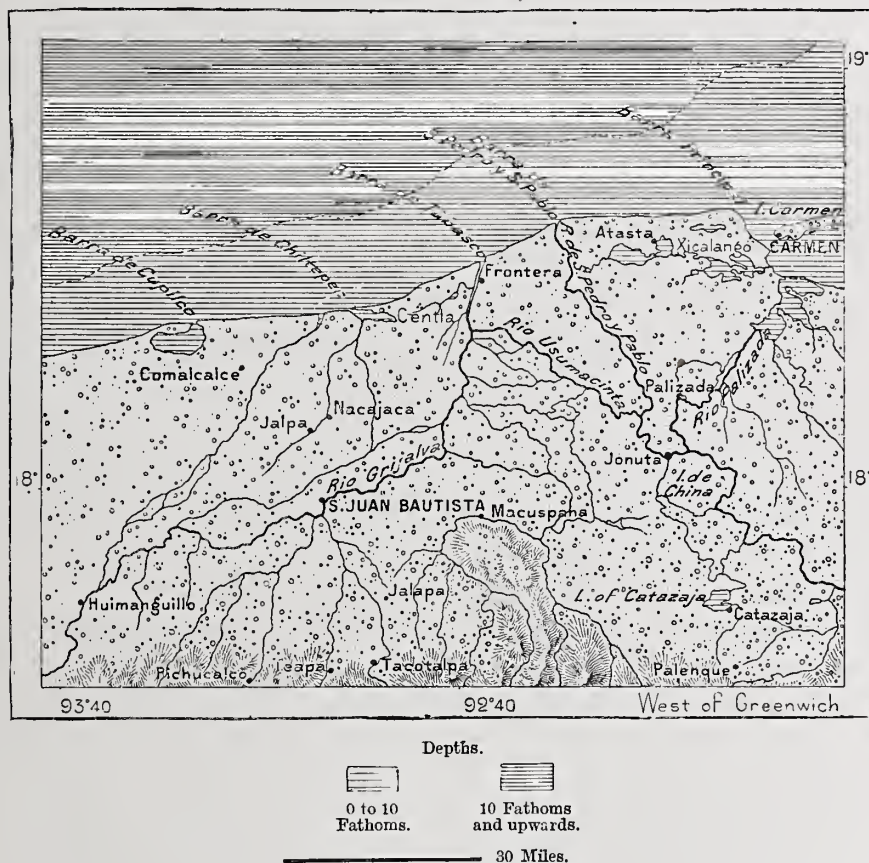 19°
Barra Principal
Barra de
S. Pedro y S. Pablo
Barra de Tabasco
Barra de Chiltepec
Barra de Cupilco
I. Carmen
CARMEN
Atasta
Xicalango
Frontera
Centla
R. de S. Pedro y Pablo
Rio Usumacinta
Comalcalce
Palizada
Rio Palizada
Nacajaca
Jalpa
Jonuta
18°
18°
Rio Grijalva
I. de
China
S. JUAN BAUTISTA
Macuspana
Jalapa
L. of Catazaja
Huimanguillo
Catazaja
Pichucalco
Teapa
Tacotalpa
Palenque
93°40
92°40
West of Greenwich
Depths.
0 to 10
Fathoms.
10 Fathoms
and upwards.
30 Miles.